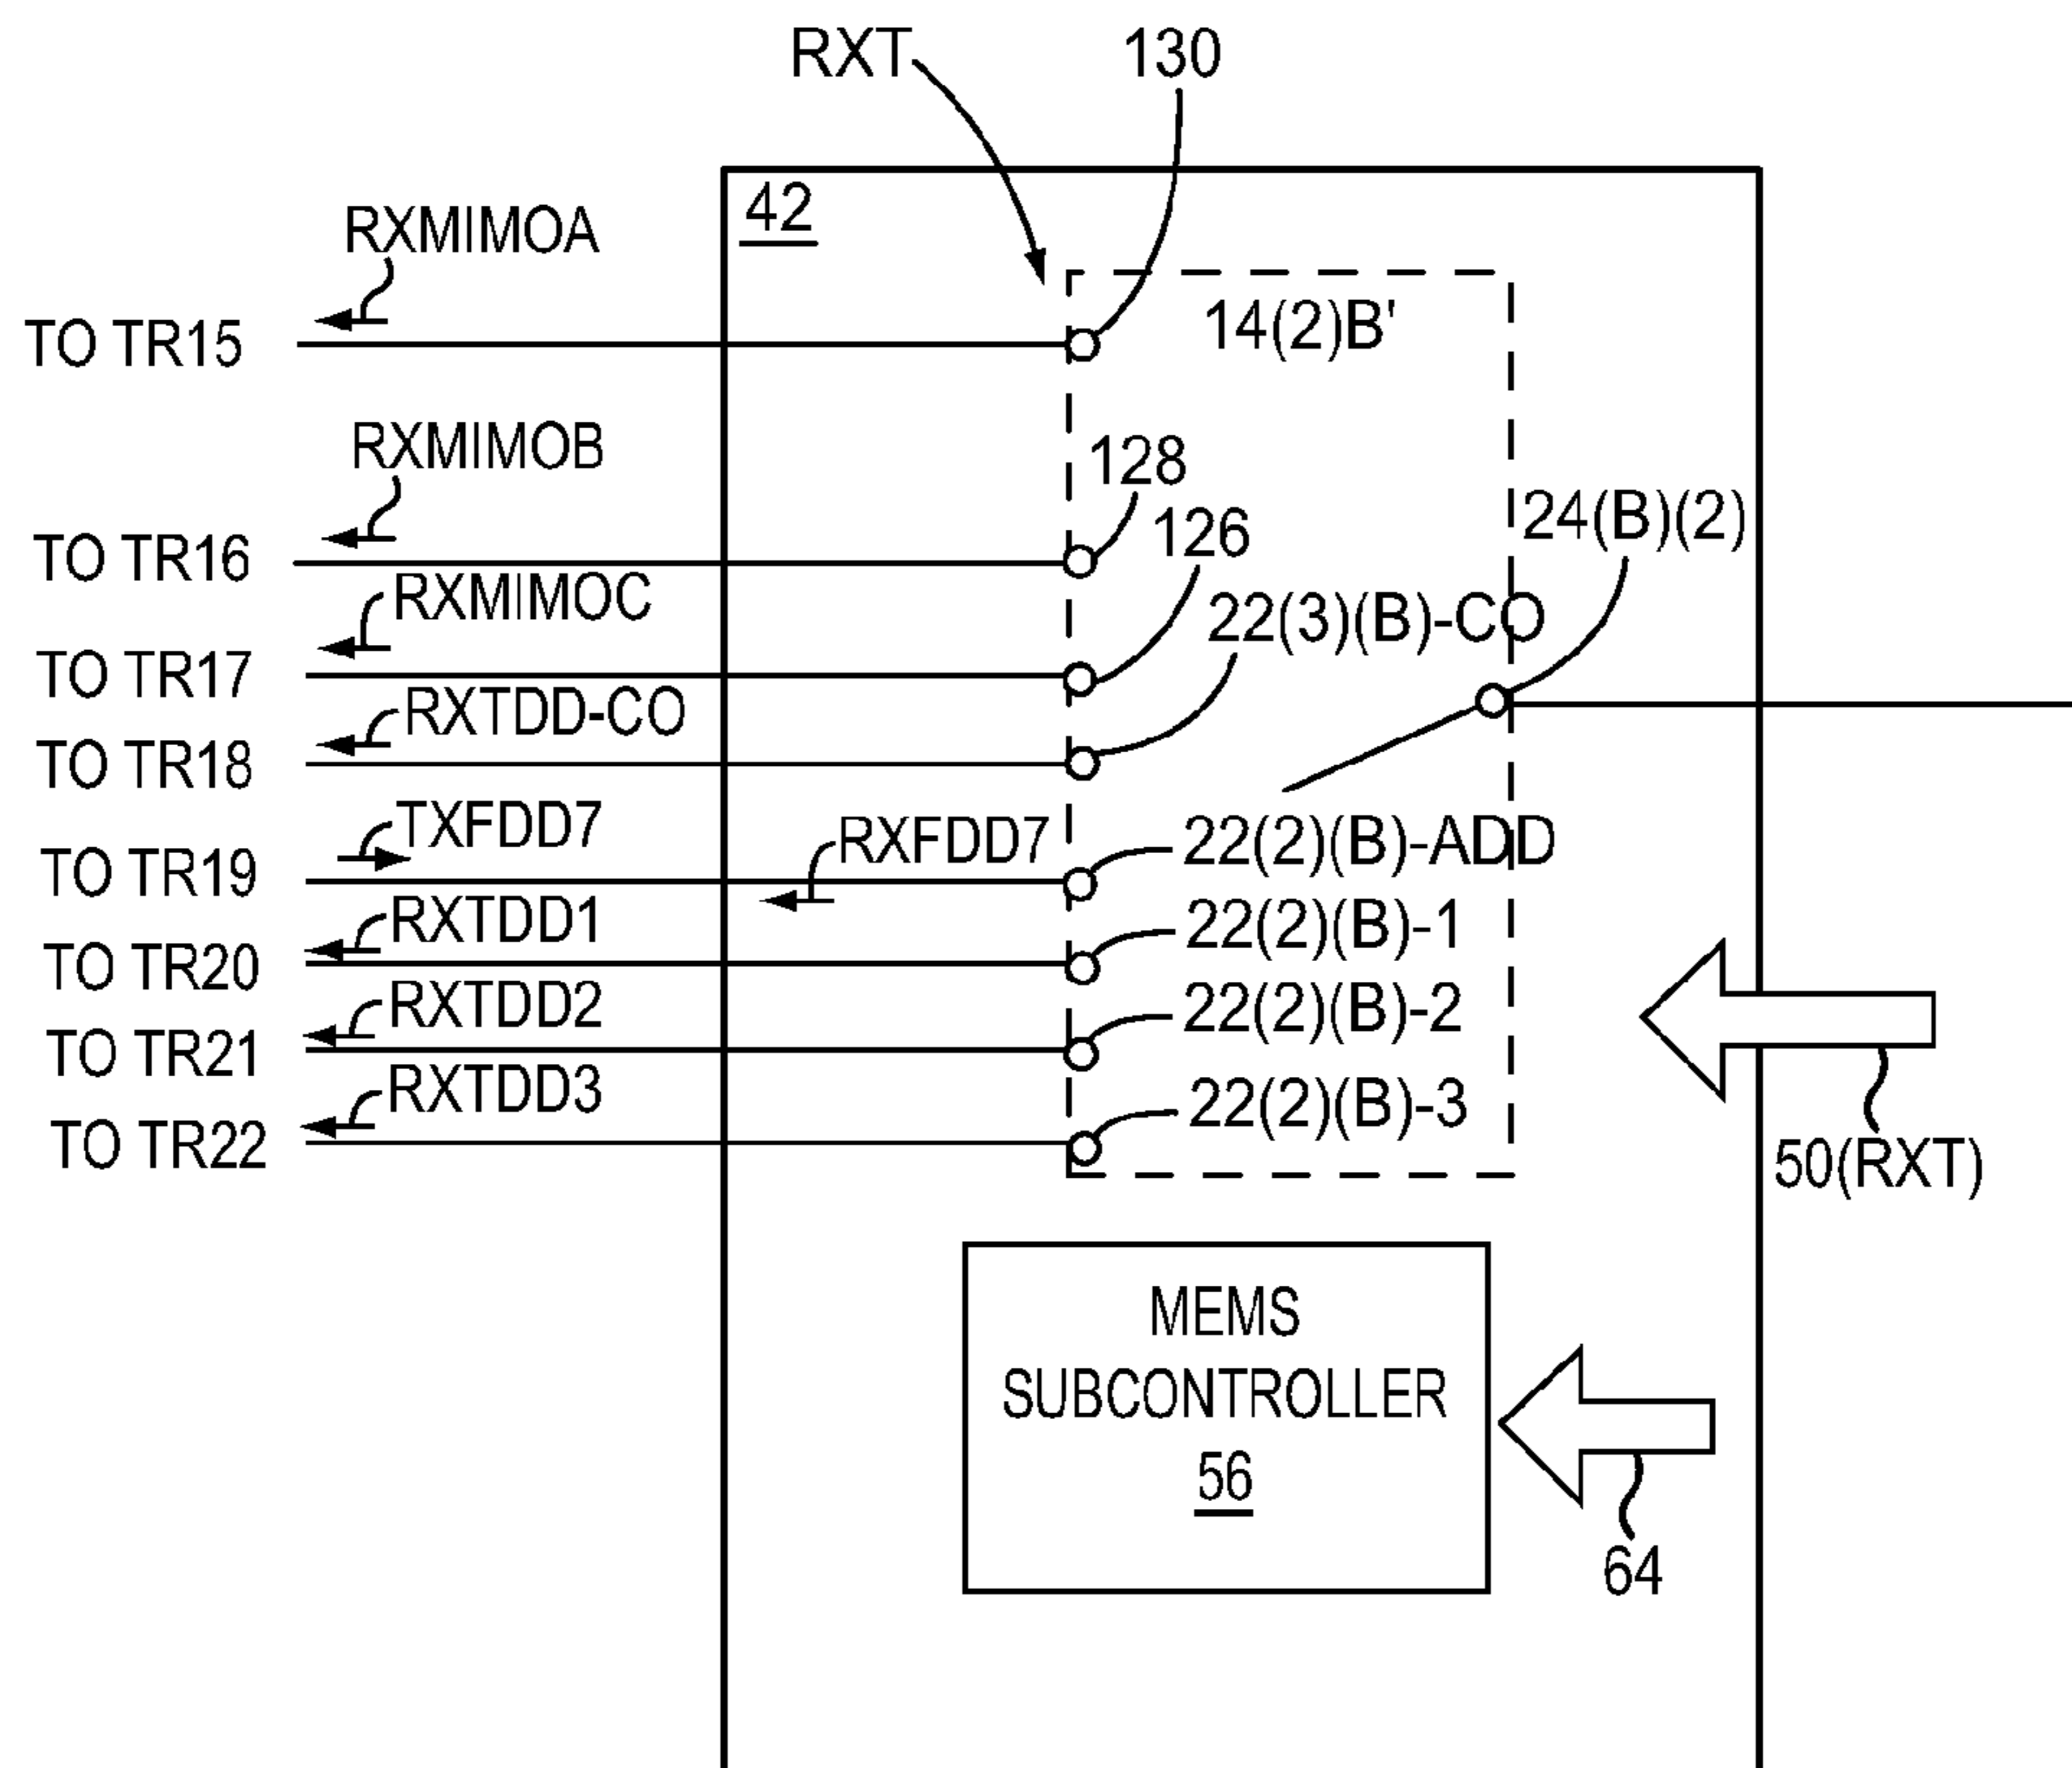 RXT
130
42
RXMIMOA
TO TR15
14(2)B'
RXMIMOB
128
24(B)(2)
126
TO TR16
RXMIMOC
22(3)(B)-CO
TO TR17
RXTDD-CO
TO TR18
TXFDD7
RXFDD7
22(2)(B)-ADD
TO TR19
RXTDD1
22(2)(B)-1
TO TR20
RXTDD2
22(2)(B)-2
TO TR21
RXTDD3
22(2)(B)-3
TO TR22
50(RXT)
MEMS
SUBCONTROLLER
56
64